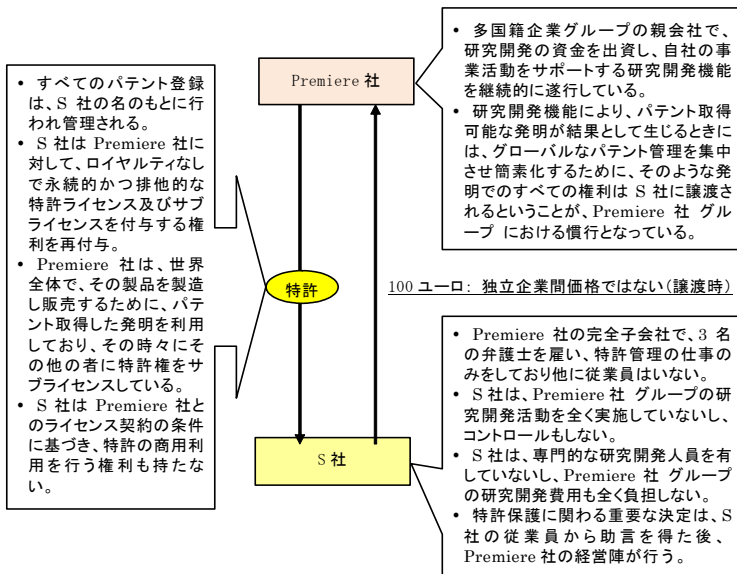 • 多国籍企業グループの親会社で、
研究開発の資金を出資し、自社の事
業活動をサポートする研究開発機能
を継続的に遂行している。
• 研究開発機能により、パテント取得
可能な発明が結果として生じるときに
は、グローバルなパテント管理を集中
させ簡素化するために、そのような発
明でのすべての権利は S 社に譲渡さ
れるということが、Premiere 社 グル
ープ における慣行となっている。
Premiere 社
• すべてのパテント登録
は、S 社の名のもとに行
われ管理される。
• S 社は Premiere 社に
対して、ロイヤルティなし
で永続的かつ排他的な
特許ライセンス及びサブ
ライセンスを付与する権
利を再付与。
• Premiere 社は、世界
全体で、その製品を製造
し販売するために、パテ
ント取得した発明を利用
しており、その時々にそ
の他の者に特許権をサ
ブライセンスしている。
• S 社は Premiere 社と
のライセンス契約の条件
に基づき、特許の商用利
用を行う権利も持たな
い。
特許
100 ユーロ: 独立企業間価格ではない(譲渡時)
• Premiere 社の完全子会社で、3 名
の弁護士を雇い、特許管理の仕事の
みをしており他に従業員はいない。
• S 社は、Premiere 社 グループの研
究開発活動を全く実施していないし、
コントロールもしない。
• S 社は、専門的な研究開発人員を有
していないし、Premiere 社 グループ
の研究開発費用も全く負担しない。
• 特許保護に関わる重要な決定は、S
社の従業員から助言を得た後、
Premiere 社の経営陣が行う。
S 社